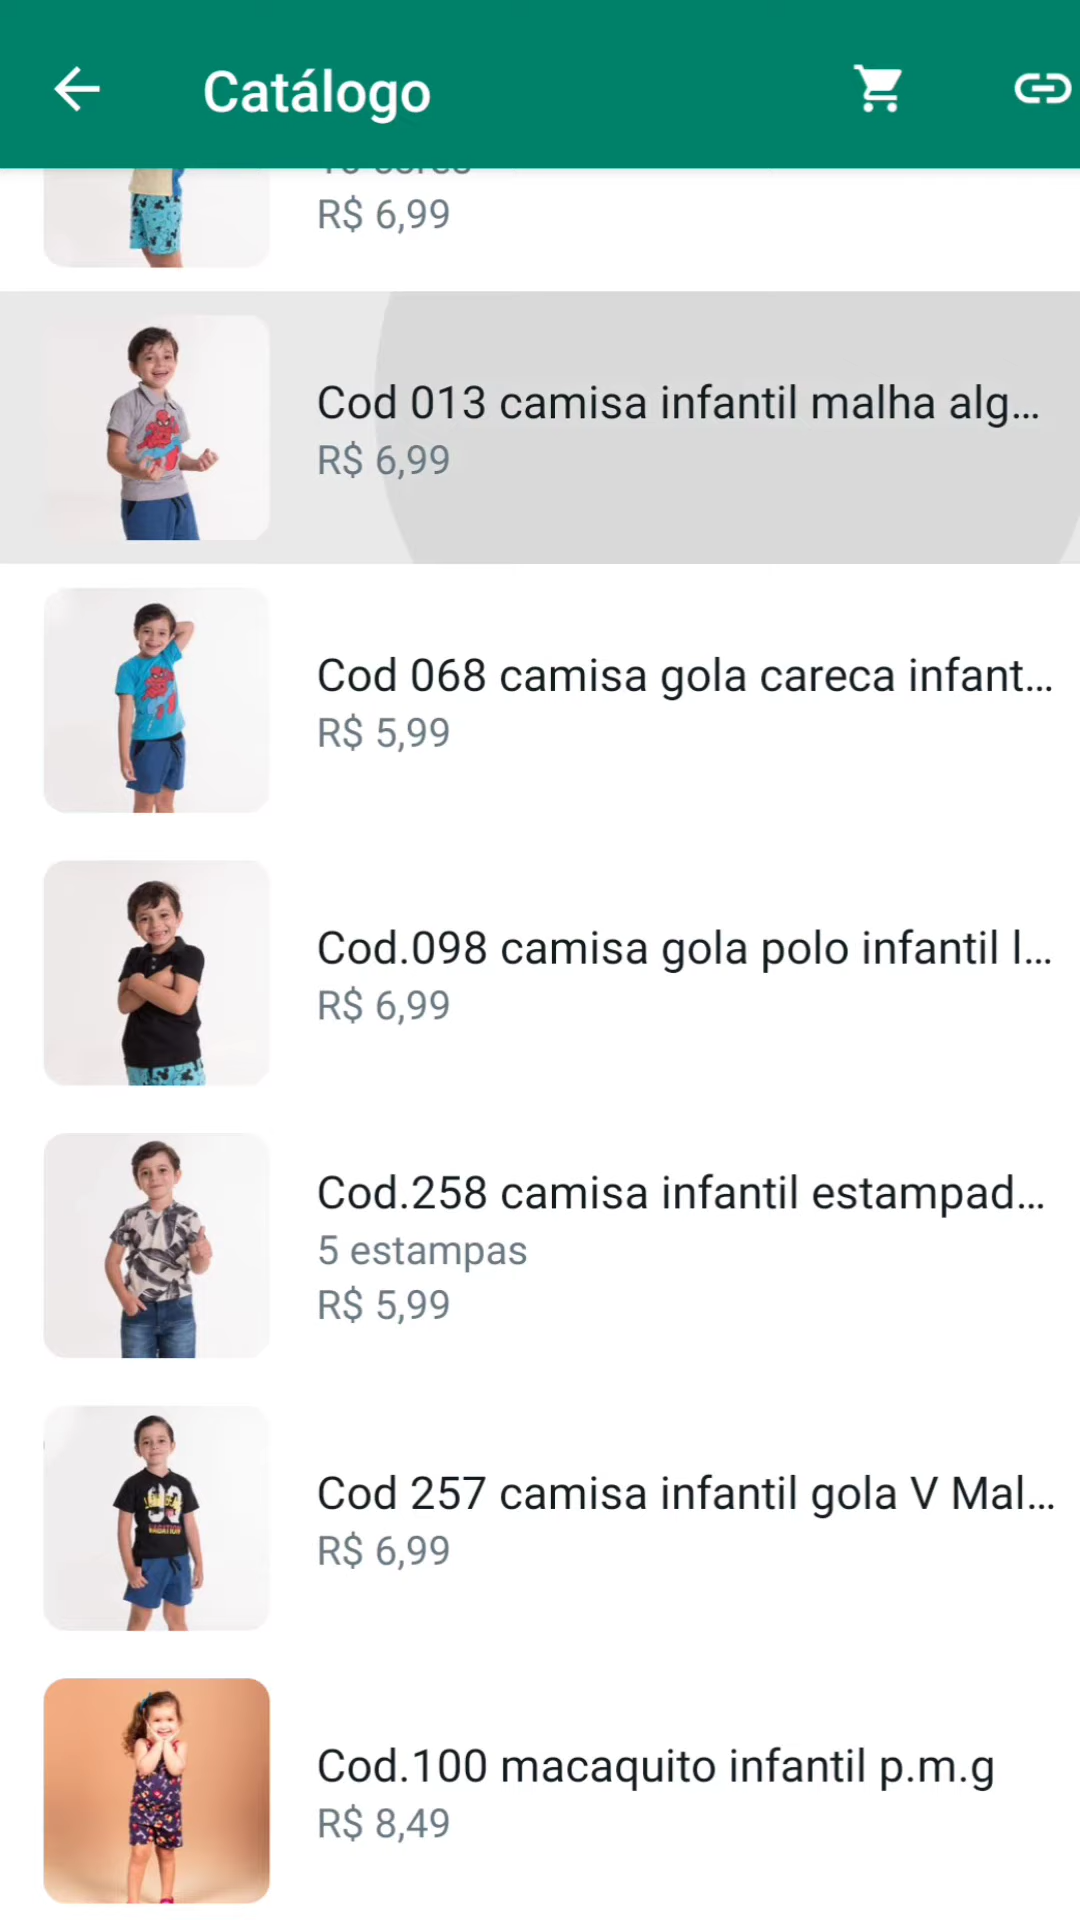 Catálogo
10 cores
R$ 6,99
Cod 013 camisa infantil malha alg...
R$ 6,99
Cod 068 camisa gola careca infant...
R$ 5,99
Cod.098 camisa gola polo infantil l...
R$ 6,99
Cod.258 camisa infantil estampad...
5 estampas
R$ 5,99
Cod 257 camisa infantil gola V Mal...
R$ 6,99
Cod.100 macaquito infantil p.m.g
R$ 8,49